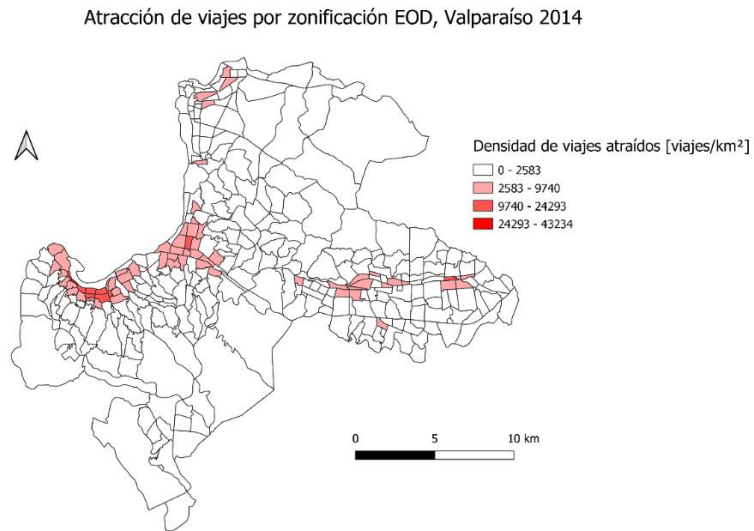 Atracción de viajes por zonificación EOD, Valparaíso 2014
Densidad de viajes atraídos [viajes/km²]
0 - 2583
2583 - 9740
9740 - 24293
24293 - 43234
0 5 10 km